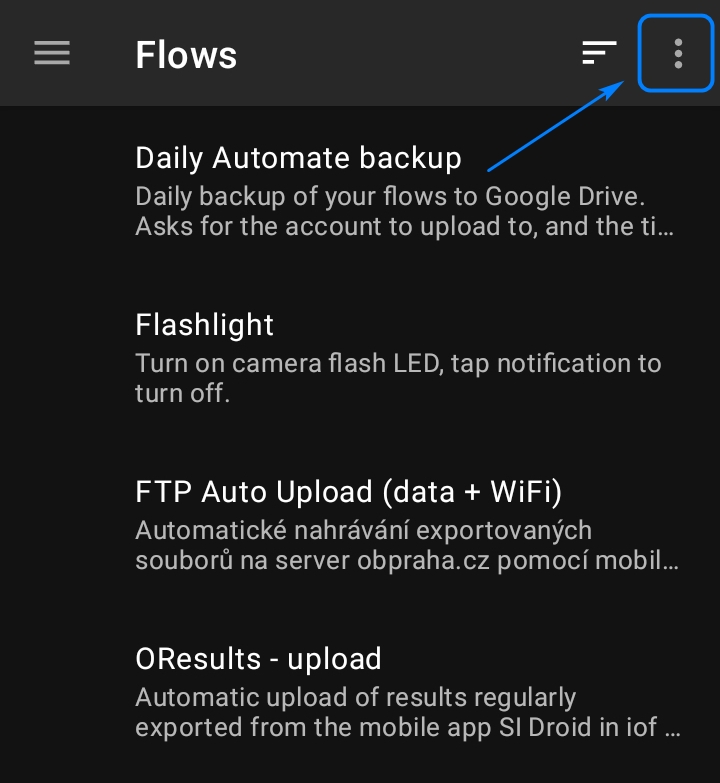 Flows
Daily Automate backup
Daily backup of your flows to Google Drive.
Asks for the account to upload to, and the ti…
Flashlight
Turn on camera flash LED, tap notification to
turn off.
FTP Auto Upload (data + WiFi)
Automatické nahrávání exportovaných
souborů na server obpraha.cz pomocí mobil…
OResults - upload
Automatic upload of results regularly
exported from the mobile app SI Droid in iof …